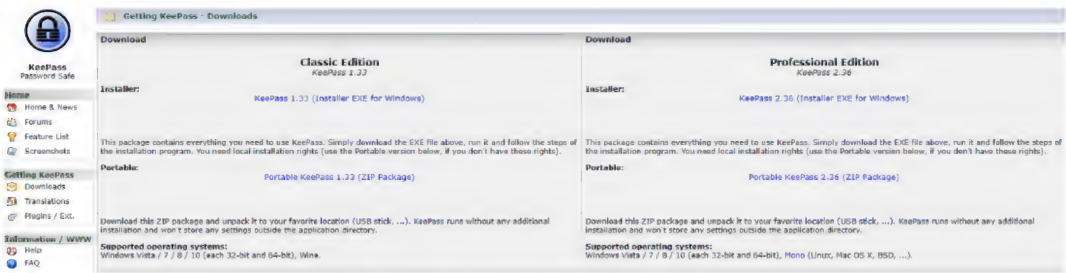 KeePass
Password Safe
Home
Home & News
Forums
Feature List
Screenshots
Getting KeePass
Downloads
Translations
Plugins / Ext.
Information / WWW
Help
FAQ
Getting KeePass - Downloads
Download
Classic Edition
KeePass 1.33
Installer:
KeePass 1.33 (Installer EXE for Windows)
This package contains everything you need to use KeePass. Simply download the EXE file above, run it and follow the steps of
the installation program. You need local installation rights (use the Portable version below, if you don't have these rights).
Portable:
Portable KeePass 1.33 (ZIP Package)
Download this ZIP package and unpack it to your favorite location (USB stick, ...). KeePass runs without any additional
installation and won't store any settings outside the application directory.
Supported operating systems:
Windows Vista / 7 / 8 / 10 (each 32-bit and 64-bit), Wine.
Download
Professional Edition
KeePass 2.36
Installer:
KeePass 2.36 (Installer EXE for Windows)
This package contains everything you need to use KeePass. Simply download the EXE file above, run it and follow the steps of
the installation program. You need local installation rights (use the Portable version below, if you don't have these rights).
Portable:
Portable KeePass 2.36 (ZIP Package)
Download this ZIP package and unpack it to your favorite location (USB stick, ...). KeePass runs without any additional
installation and won't store any settings outside the application directory.
Supported operating systems:
Windows Vista / 7 / 8 / 10 (each 32-bit and 64-bit), Mono (Linux, Mac OS X, BSD, ...).